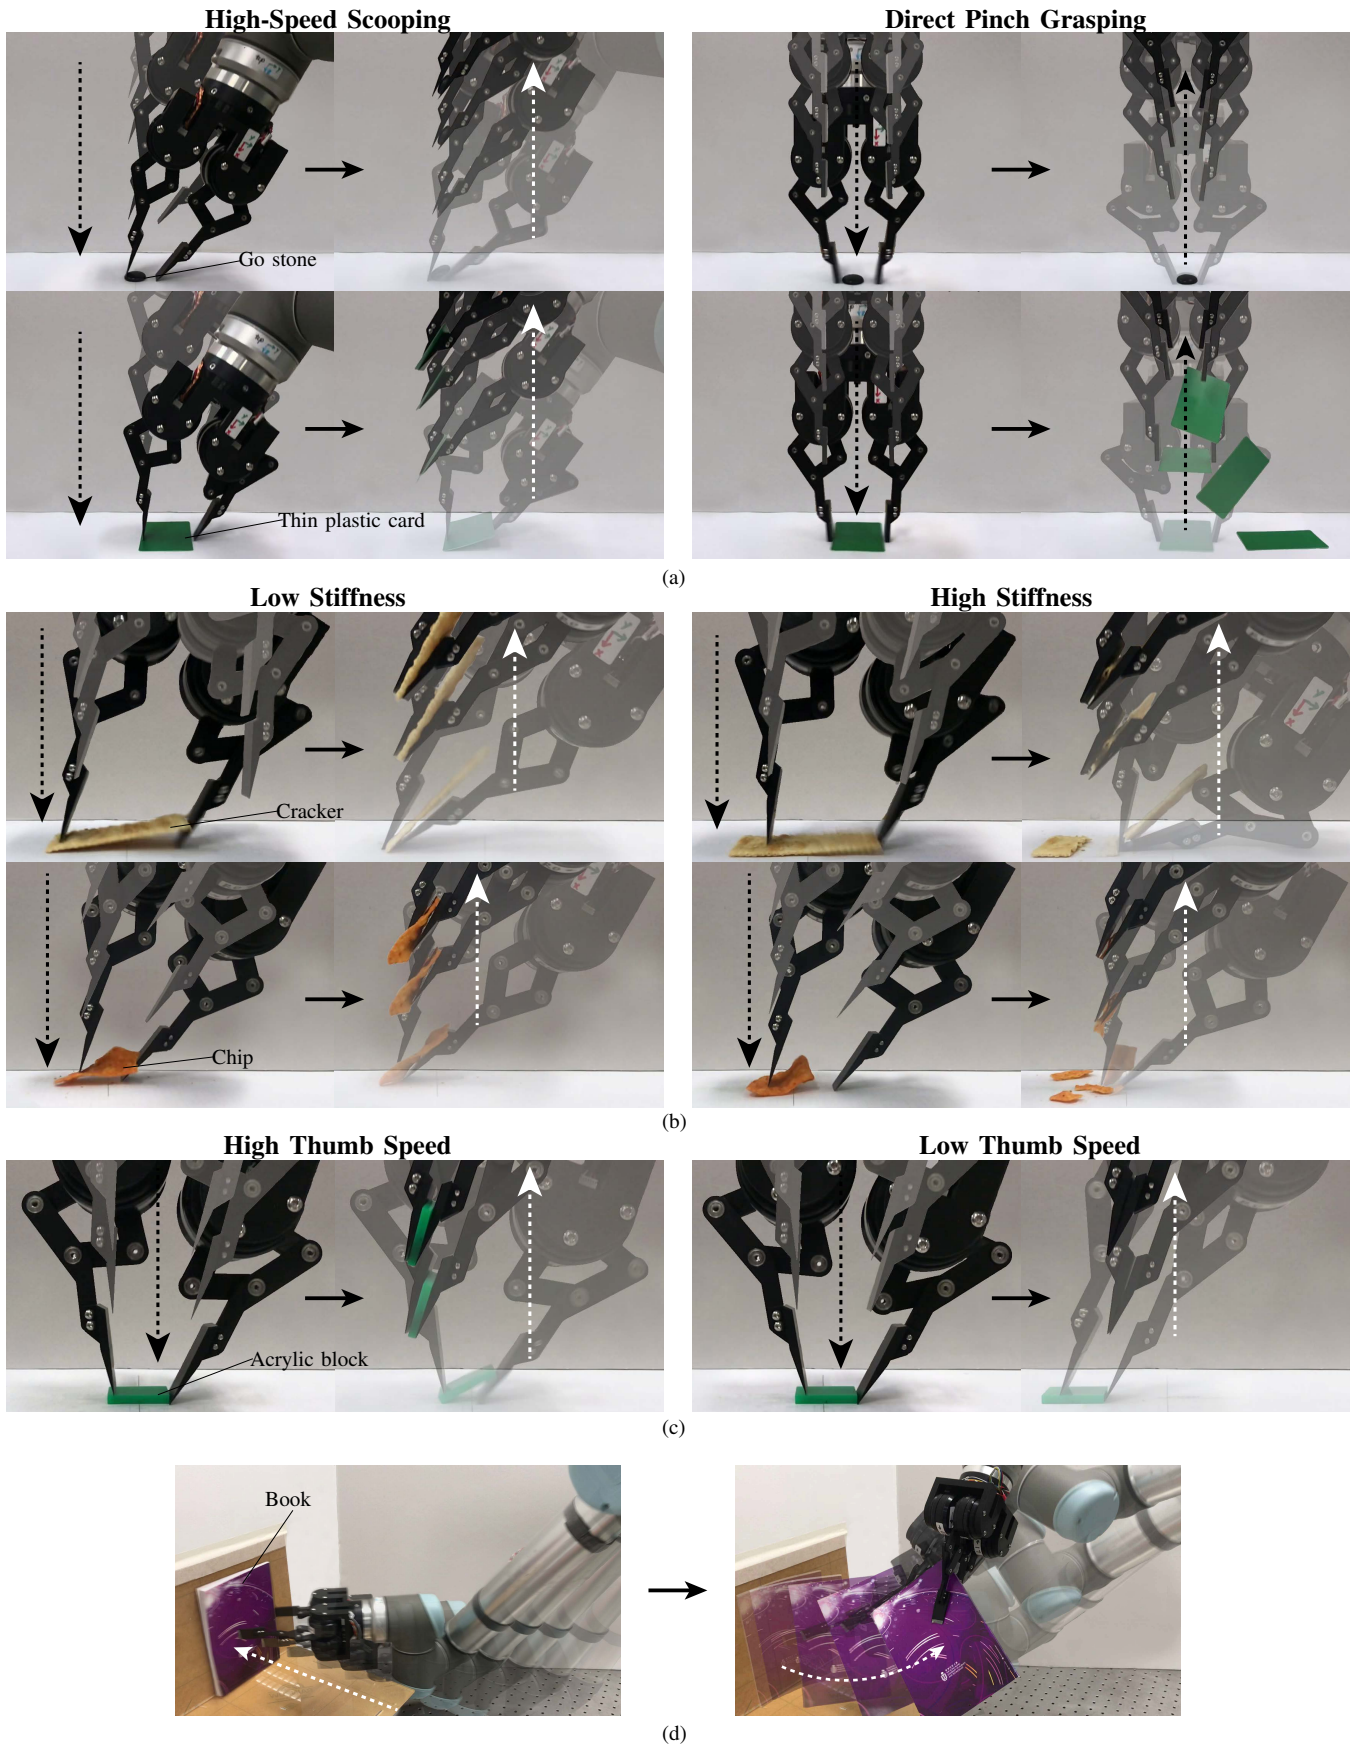 High-Speed Scooping
Direct Pinch Grasping
Go stone
Thin plastic card
(a)
Low Stiffness
High Stiffness
Cracker
Chip
(b)
High Thumb Speed
Low Thumb Speed
Acrylic block
(c)
Book
(d)